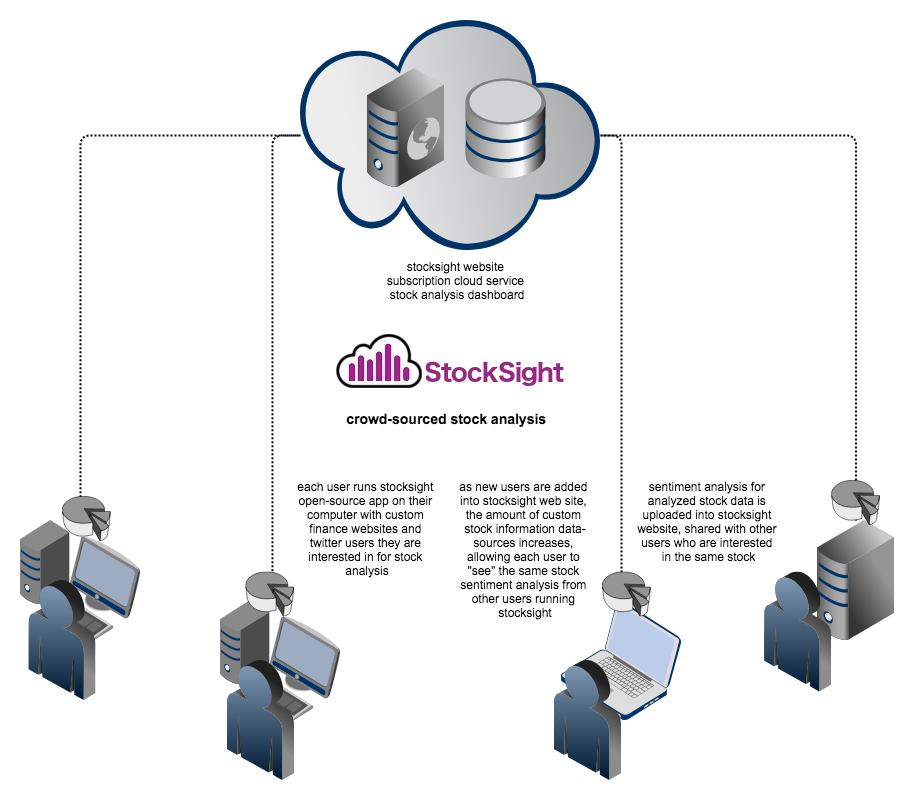 stocksight website
subscription cloud service
stock analysis dashboard
StockSight
crowd-sourced stock analysis
each user runs stocksight
open-source app on their
computer with custom
finance websites and
twitter users they are
interested in for stock
analysis
as new users are added
into stocksight web site,
the amount of custom
stock information data-
sources increases,
allowing each user to
"see" the same stock
sentiment analysis from
other users running
stocksight
sentiment analysis for
analyzed stock data is
uploaded into stocksight
website, shared with other
users who are interested
in the same stock